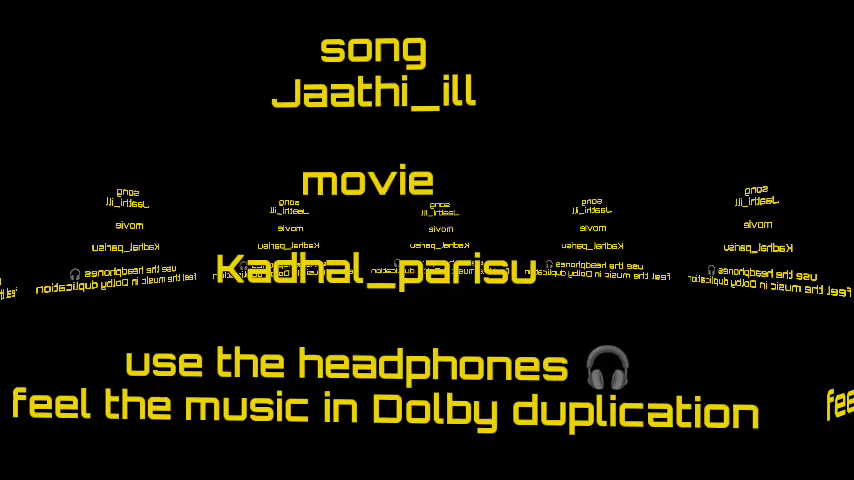 song
Jaathi_ill
movie
Kadhal_parisu
use the headphones 🎧
feel the music in Dolby duplication